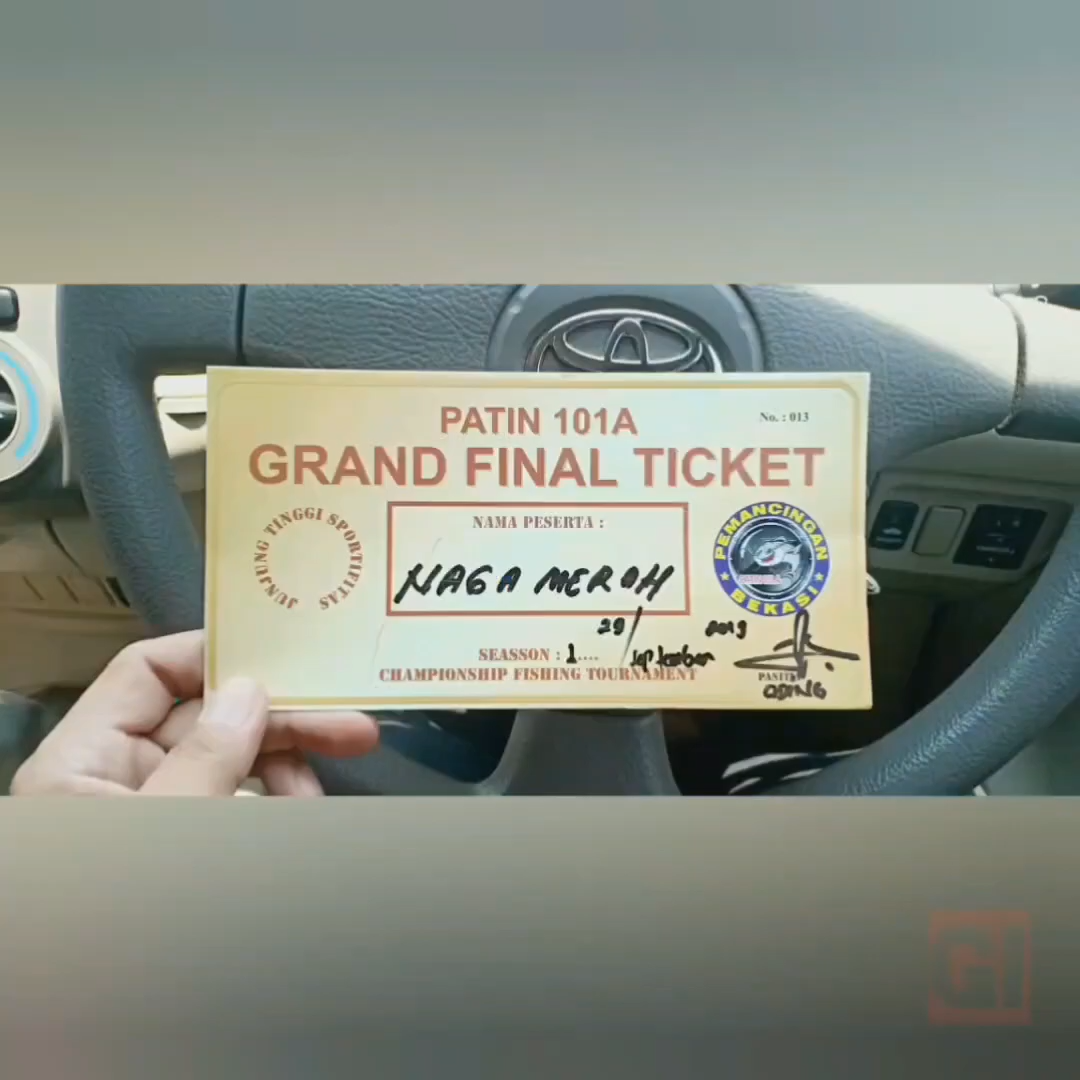 PATIN 101A
No. : 013
GRAND FINAL TICKET
JUNJUNG TINGGI SPORTIFITAS
NAMA PESERTA :
NAGA MERAH
PEMANCINGAN
BEKASI
29/ September 2019
SEASSON : 1....
CHAMPIONSHIP FISHING TOURNAMENT
ODING
GI